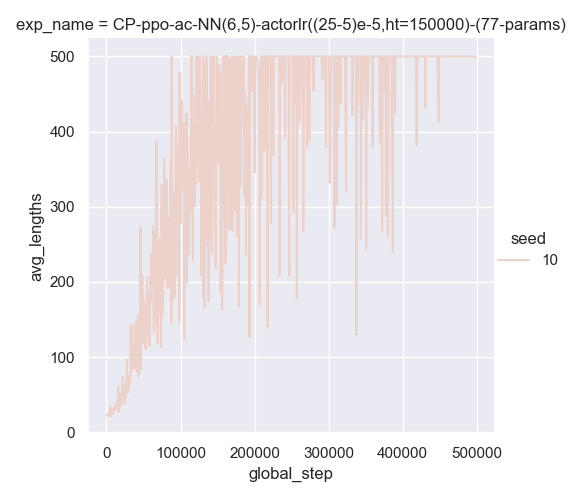 exp_name = CP-ppo-ac-NN(6,5)-actorlr((25-5)e-5,ht=150000)-(77-params)
500
400
300
200
100
0
avg_lengths
0 100000 200000 300000 400000 500000
global_step
seed
10